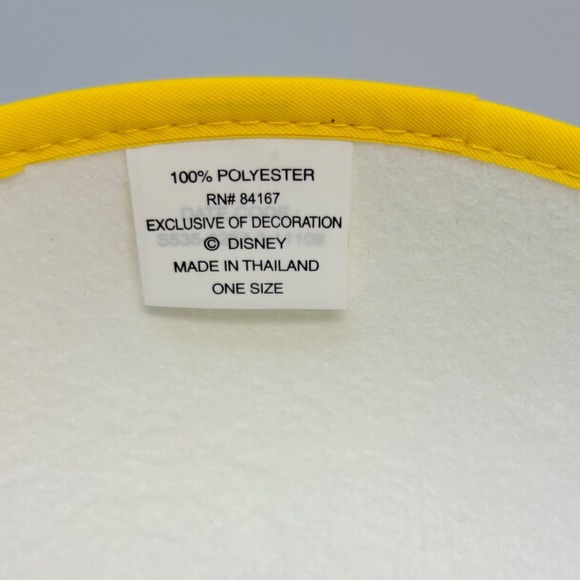 100% POLYESTER
RN# 84167
EXCLUSIVE OF DECORATION
© DISNEY
MADE IN THAILAND
ONE SIZE